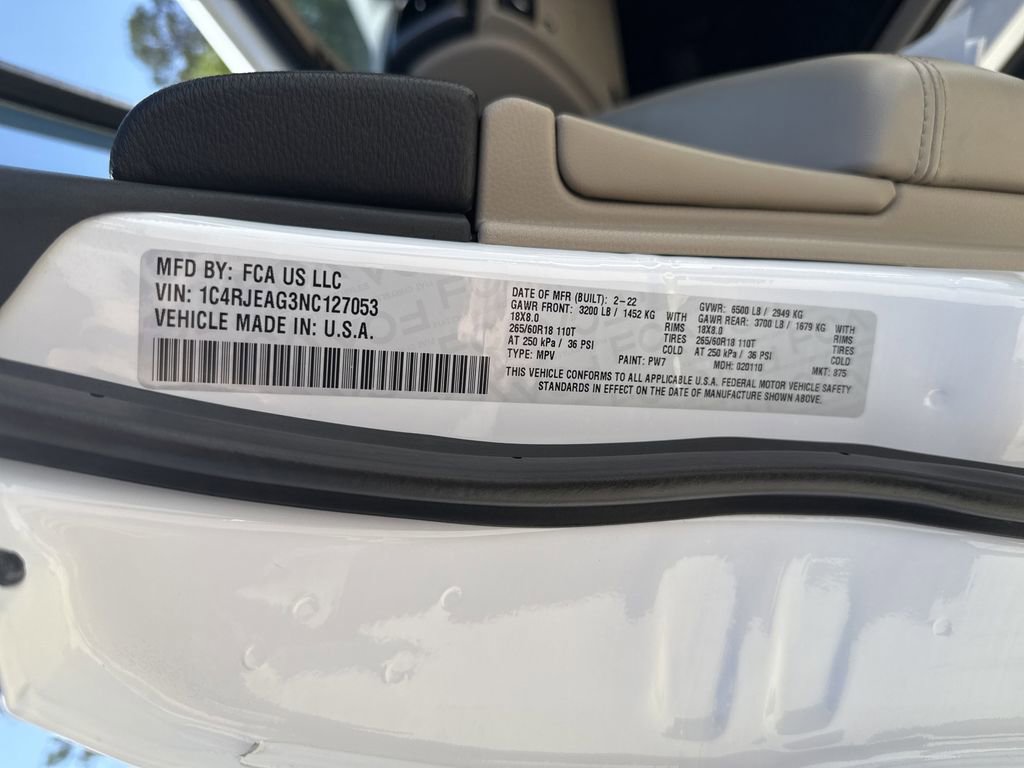 MFD BY: FCA US LLC
VIN: 1C4RJEAG3NC127053
VEHICLE MADE IN: U.S.A.
DATE OF MFR (BUILT): 2-22
GAWR FRONT: 3200 LB / 1452 KG WITH
18X8.0 RIMS
265/60R18 110T TIRES
AT 250 kPa / 36 PSI COLD
TYPE: MPV PAINT: PW7
GVWR: 6500 LB / 2949 KG
GAWR REAR: 3700 LB / 1679 KG WITH
18X8.0 RIMS
265/60R18 110T TIRES
AT 250 kPa / 36 PSI COLD
MDH: 020110 MKT: 875
THIS VEHICLE CONFORMS TO ALL APPLICABLE U.S.A. FEDERAL MOTOR VEHICLE SAFETY
STANDARDS IN EFFECT ON THE DATE OF MANUFACTURE SHOWN ABOVE.